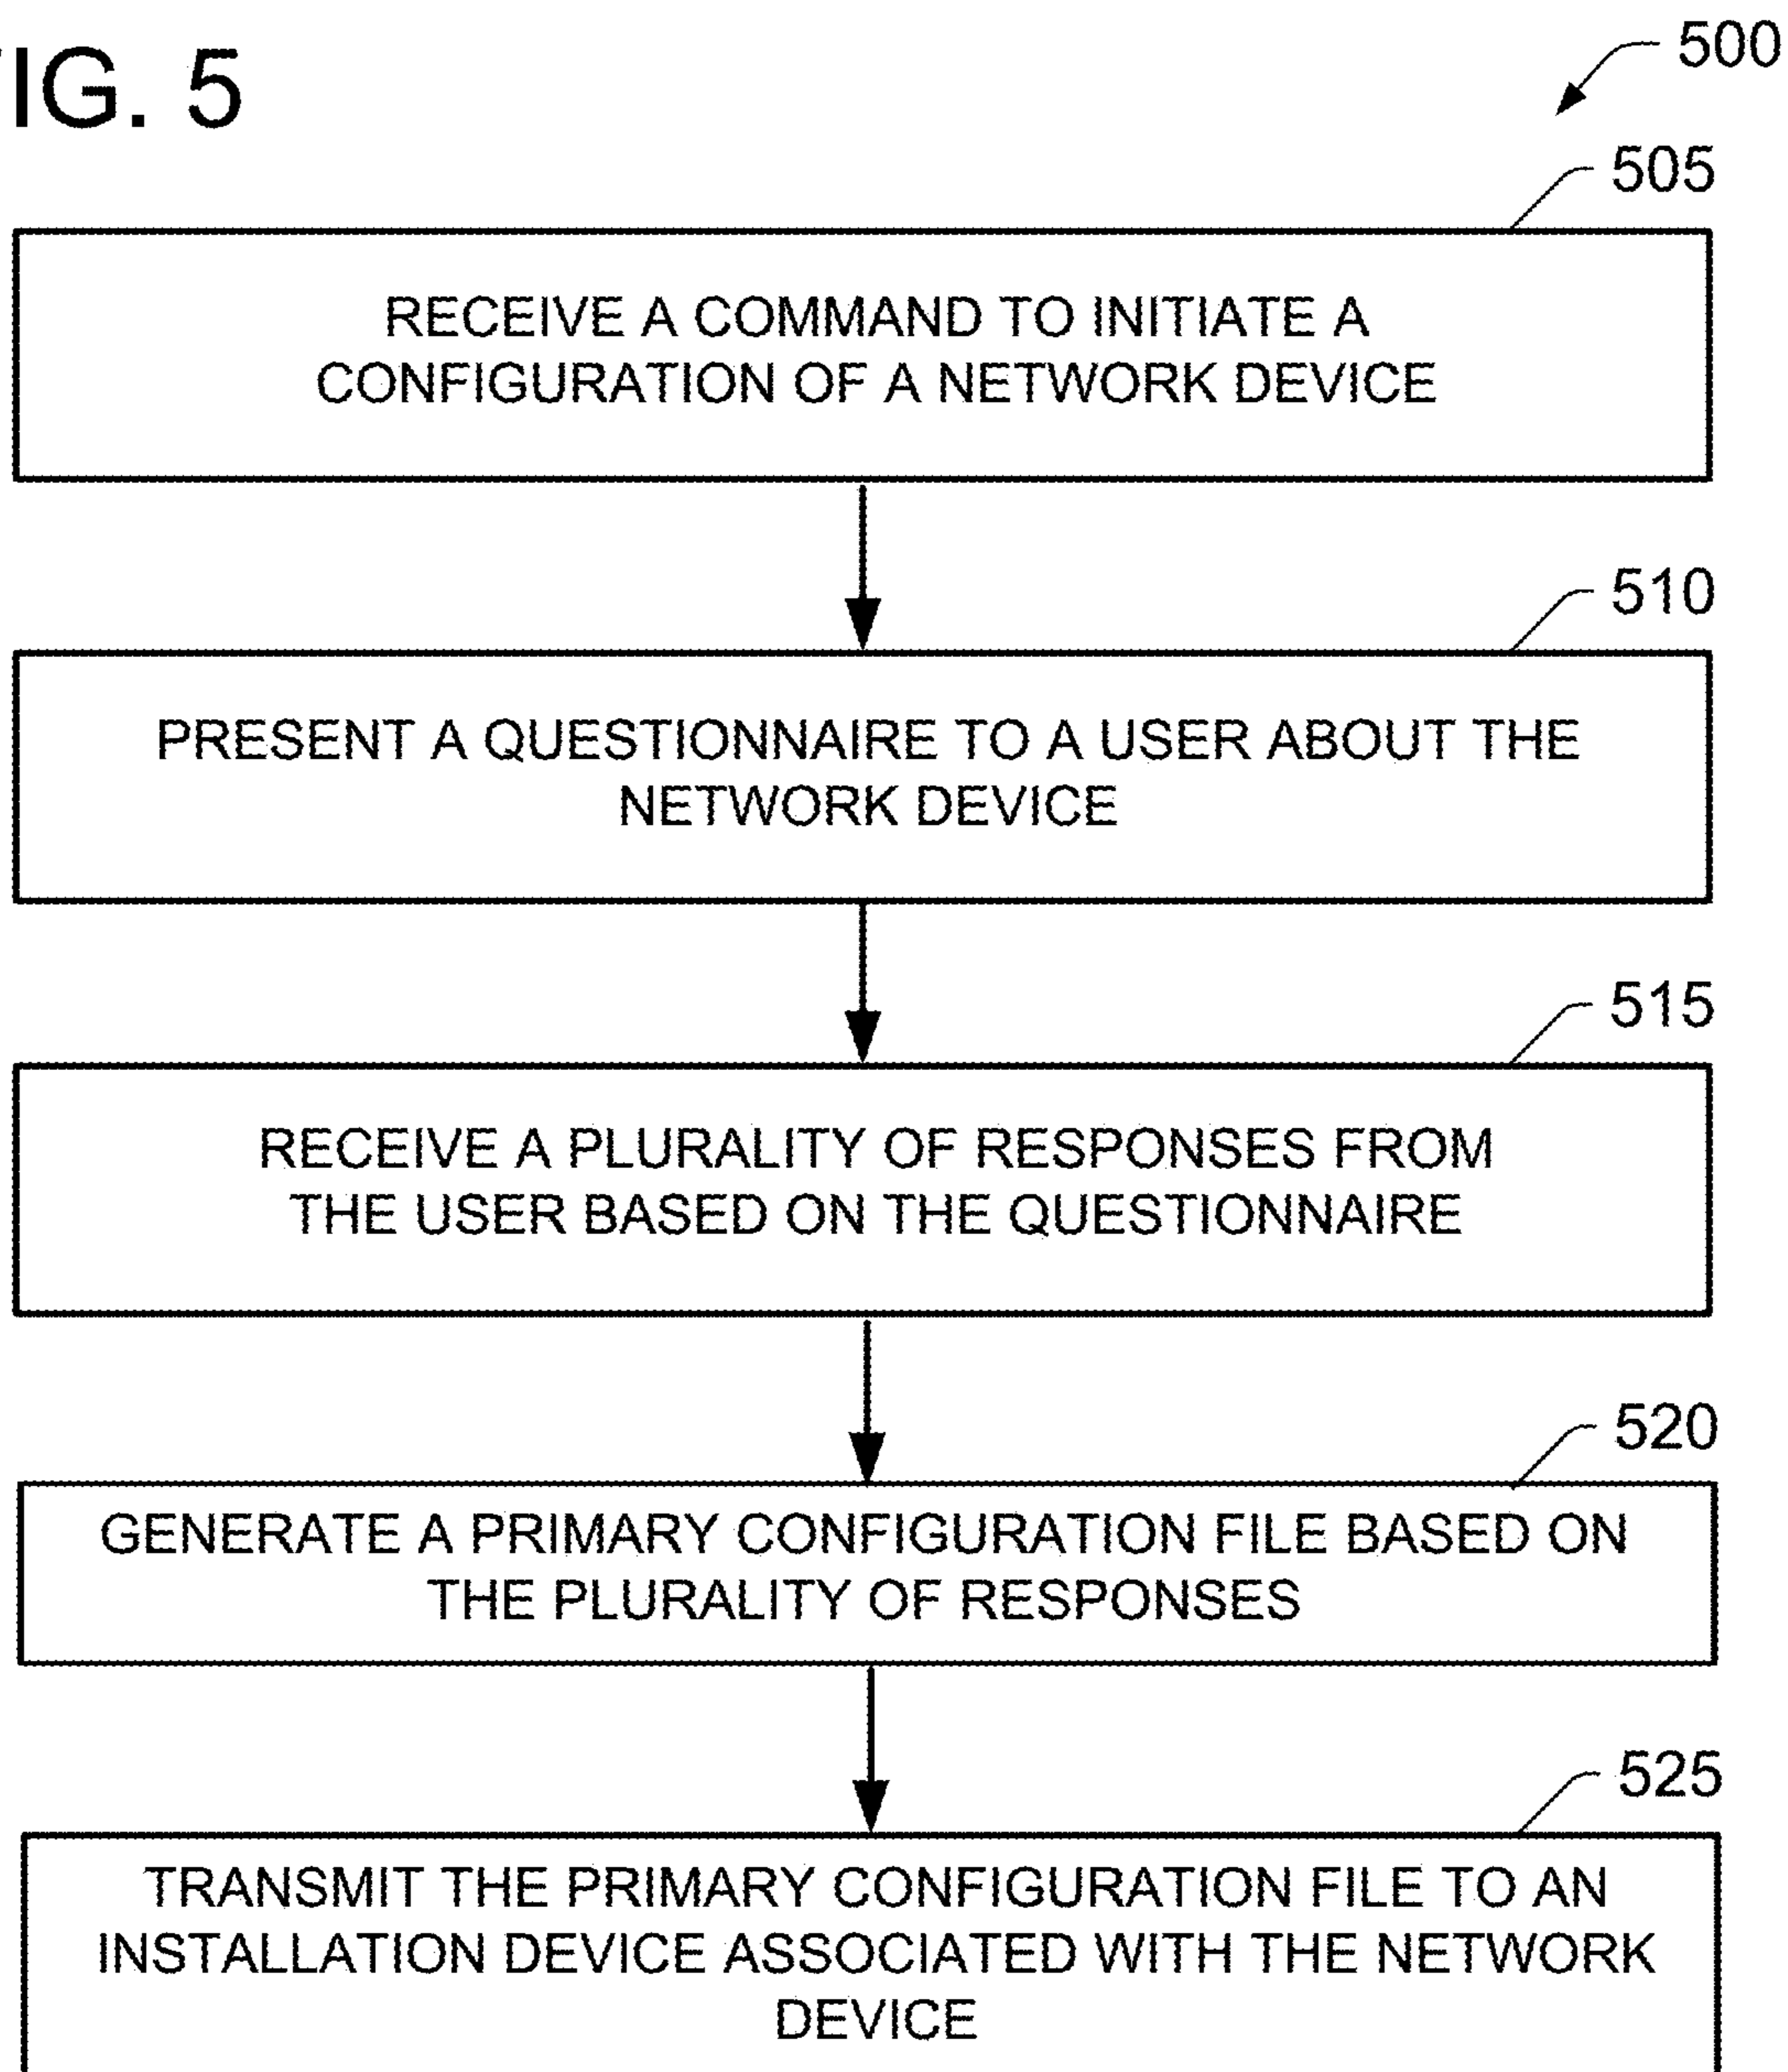 IG. 5
500
505
RECEIVE A COMMAND TO INITIATE A
CONFIGURATION OF A NETWORK DEVICE
510
PRESENT A QUESTIONNAIRE TO A USER ABOUT THE
NETWORK DEVICE
515
RECEIVE A PLURALITY OF RESPONSES FROM
THE USER BASED ON THE QUESTIONNAIRE
520
GENERATE A PRIMARY CONFIGURATION FILE BASED ON
THE PLURALITY OF RESPONSES
525
TRANSMIT THE PRIMARY CONFIGURATION FILE TO AN
INSTALLATION DEVICE ASSOCIATED WITH THE NETWORK
DEVICE